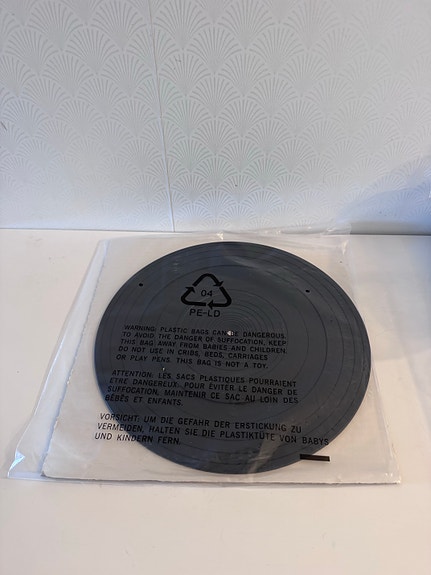 04
PE-LD
WARNING: PLASTIC BAGS CAN BE DANGEROUS.
TO AVOID THE DANGER OF SUFFOCATION, KEEP
THIS BAG AWAY FROM BABIES AND CHILDREN.
DO NOT USE IN CRIBS, BEDS, CARRIAGES
OR PLAY PENS. THIS BAG IS NOT A TOY.
ATTENTION: LES SACS PLASTIQUES POURRAIENT
ETRE DANGEREUX. POUR ÉVITER LE DANGER DE
SUFFOCATION, MAINTENIR CE SAC AU LOIN DES
BÉBÉS ET ENFANTS.
VORSICHT: UM DIE GEFAHR DER ERSTICKUNG ZU
VERMEIDEN, HALTEN SIE DIE PLASTIKTÜTE VON BABYS
UND KINDERN FERN.